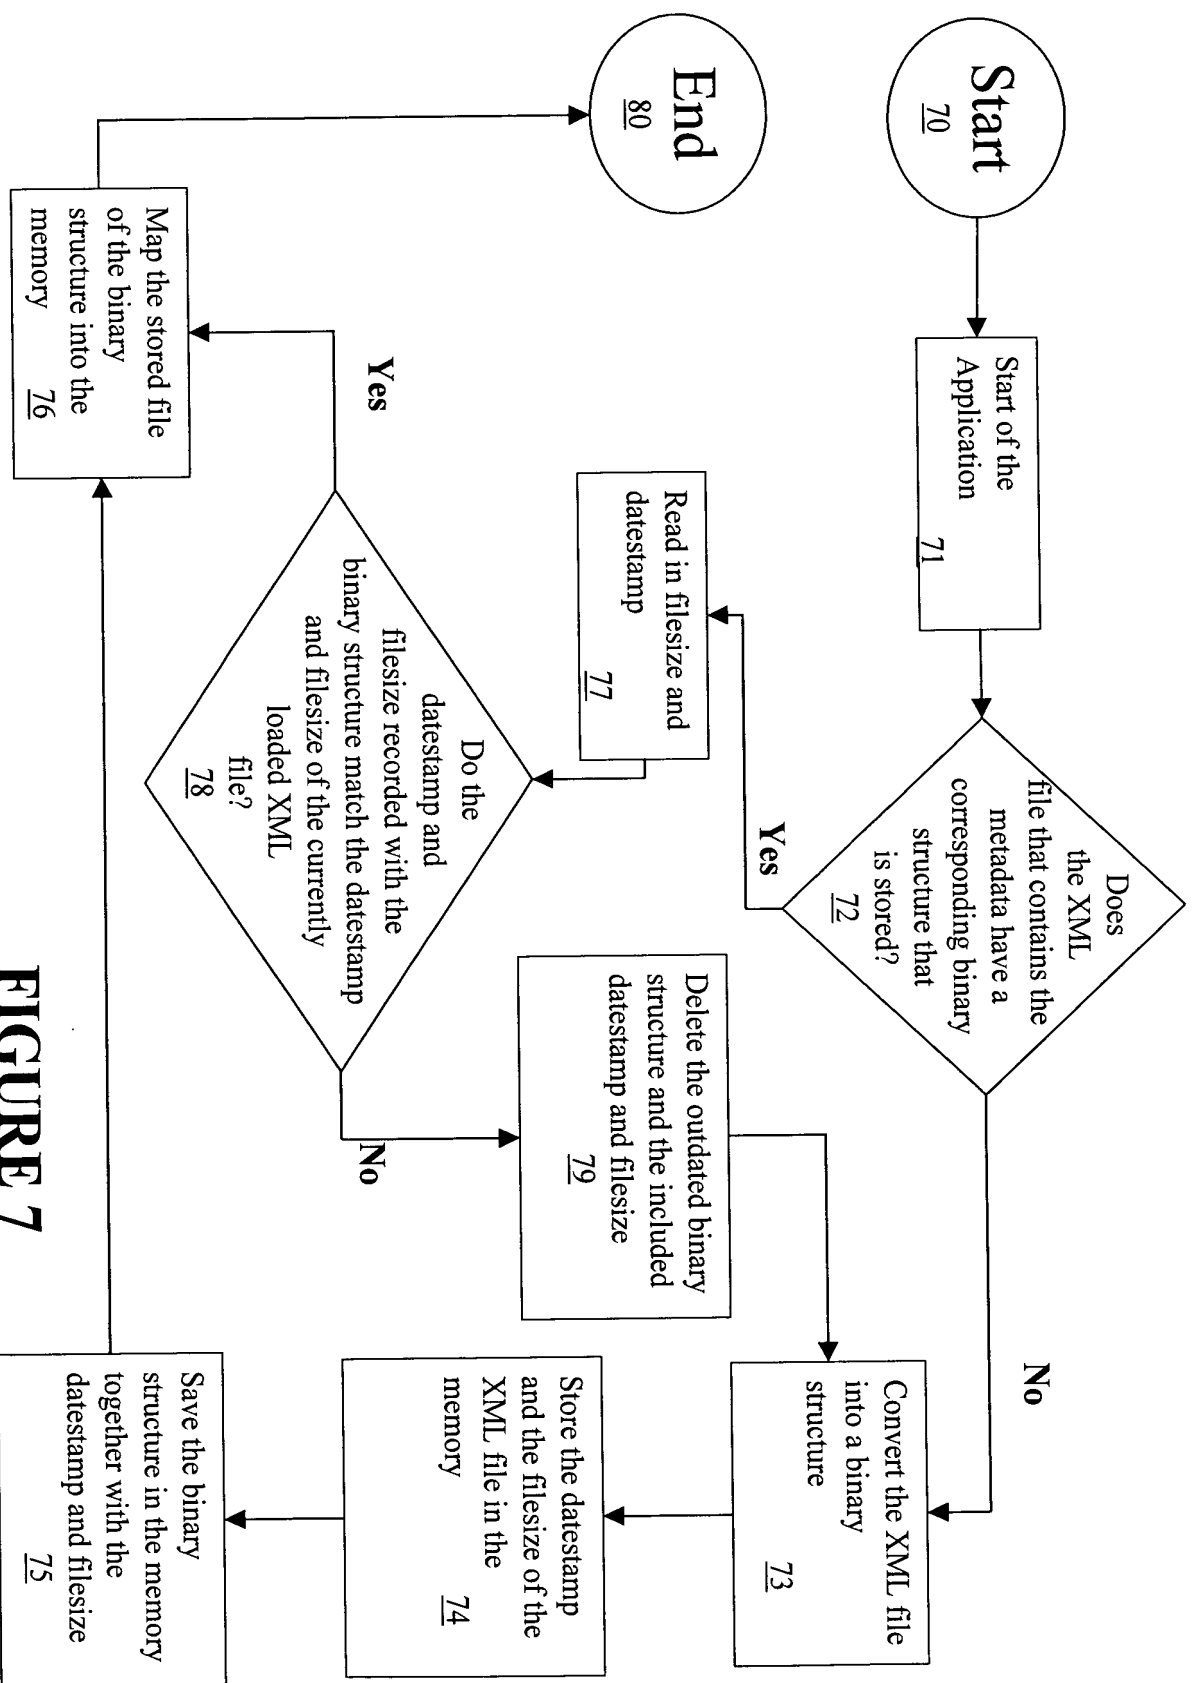 Start
70
Start of the
Application
71
Does
the XML
file that contains the
metadata have a
corresponding binary
structure that
is stored?
72
No
Yes
Convert the XML file
into a binary
structure
73
End
80
Read in filesize and
datestamp
77
Delete the outdated binary
structure and the included
datestamp and filesize
79
Store the datestamp
and the filesize of the
XML file in the
memory
74
Do the
datestamp and
filesize recorded with the
binary structure match the datestamp
and filesize of the currently
loaded XML
file?
78
Yes
No
Map the stored file
of the binary
structure into the
memory
76
Save the binary
structure in the memory
together with the
datestamp and filesize
75
FIGURE 7